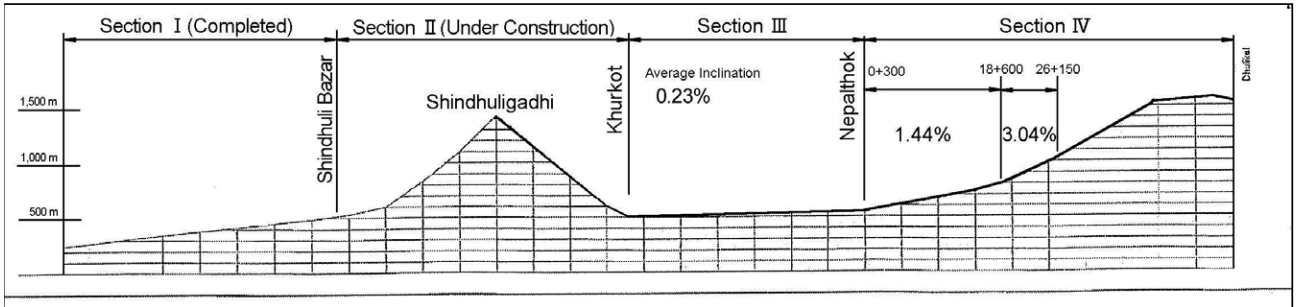 Section I (Completed)
Section II (Under Construction)
Section III
Section IV
Shindhuli Bazar
Khurkot
Nepalthok
Dhulikel
Average Inclination
0.23%
0+300
18+600
26+150
1.44%
3.04%
Shindhuligadhi
1,500 m
1,000 m
500 m